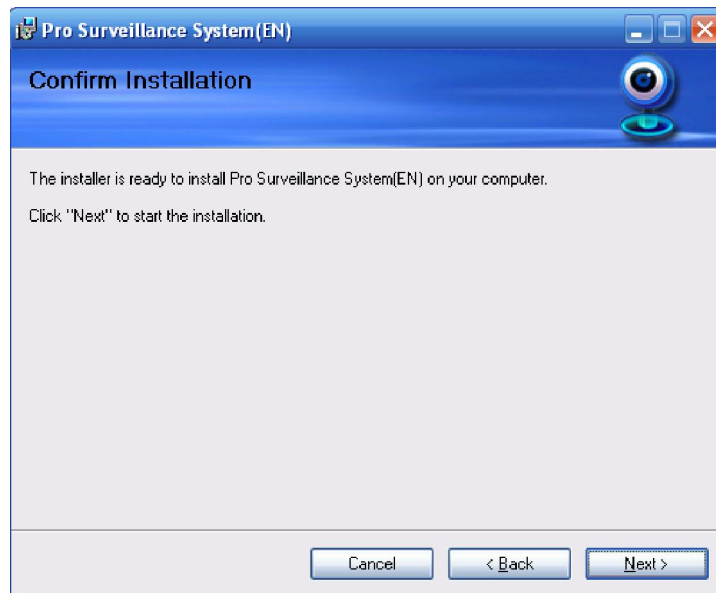 Pro Surveillance System(EN)
Confirm Installation
The installer is ready to install Pro Surveillance System(EN) on your computer.
Click "Next" to start the installation.
Cancel
< Back
Next >